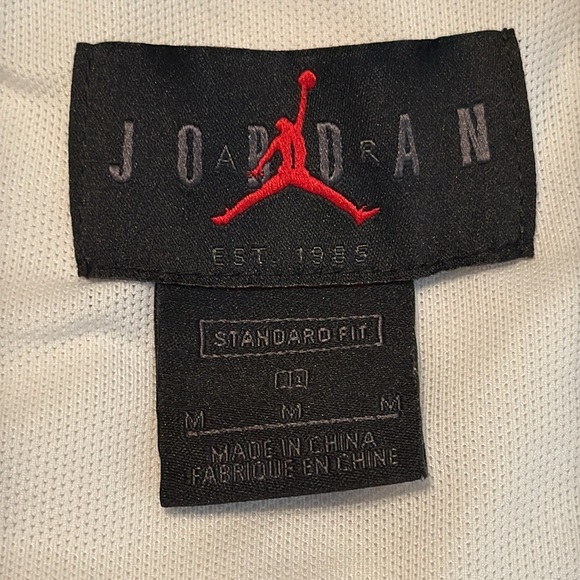 JORDAN
AIR
EST. 1985
STANDARD FIT
M M M
MADE IN CHINA
FABRIQUE EN CHINE